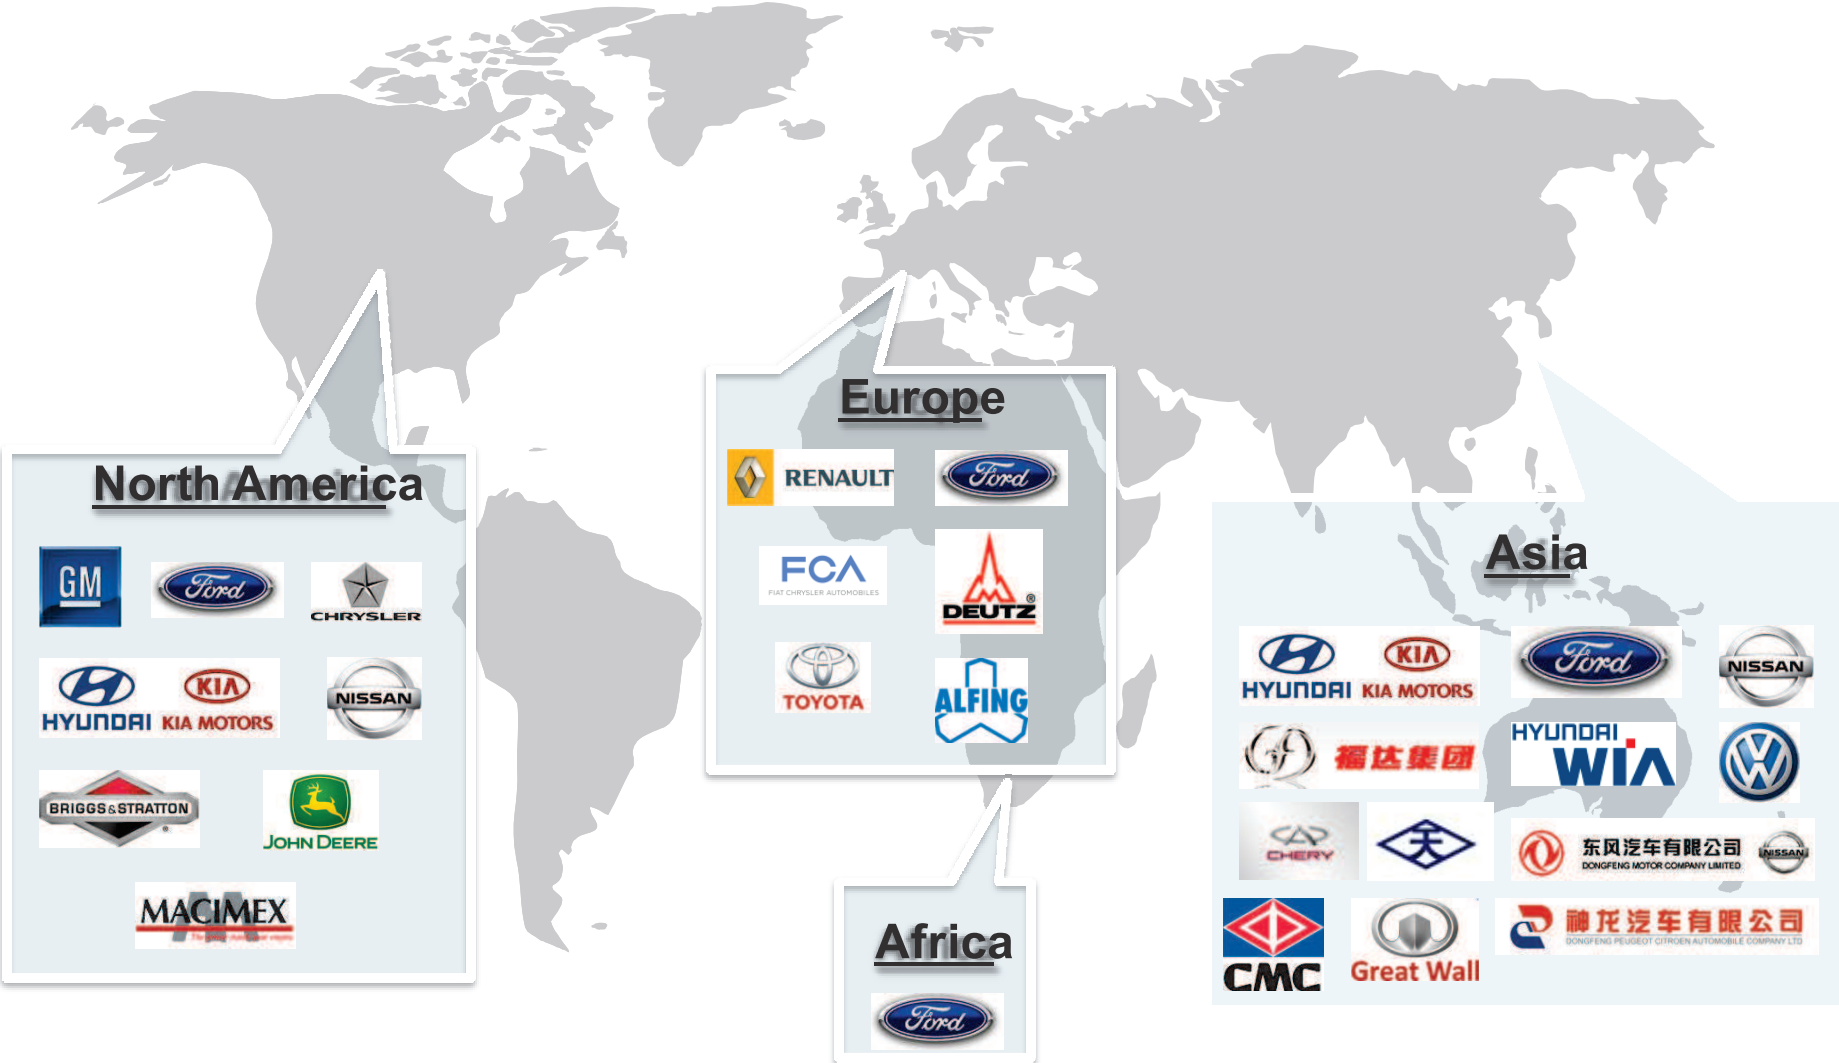 North America
GM
Ford
CHRYSLER
HYUNDAI
KIA
KIA MOTORS
NISSAN
BRIGGS & STRATTON
JOHN DEERE
MACIMEX
Europe
RENAULT
Ford
FCA
FIAT CHRYSLER AUTOMOBILES
DEUTZ
TOYOTA
ALFING
Africa
Ford
Asia
HYUNDAI
KIA
KIA MOTORS
Ford
NISSAN
福达集团
HYUNDAI
WIA
CHERY
东风汽车有限公司
DONGFENG MOTOR COMPANY LIMITED
NISSAN
CMC
Great Wall
神龙汽车有限公司
DONGFENG PEUGEOT CITROEN AUTOMOBILE COMPANY LTD